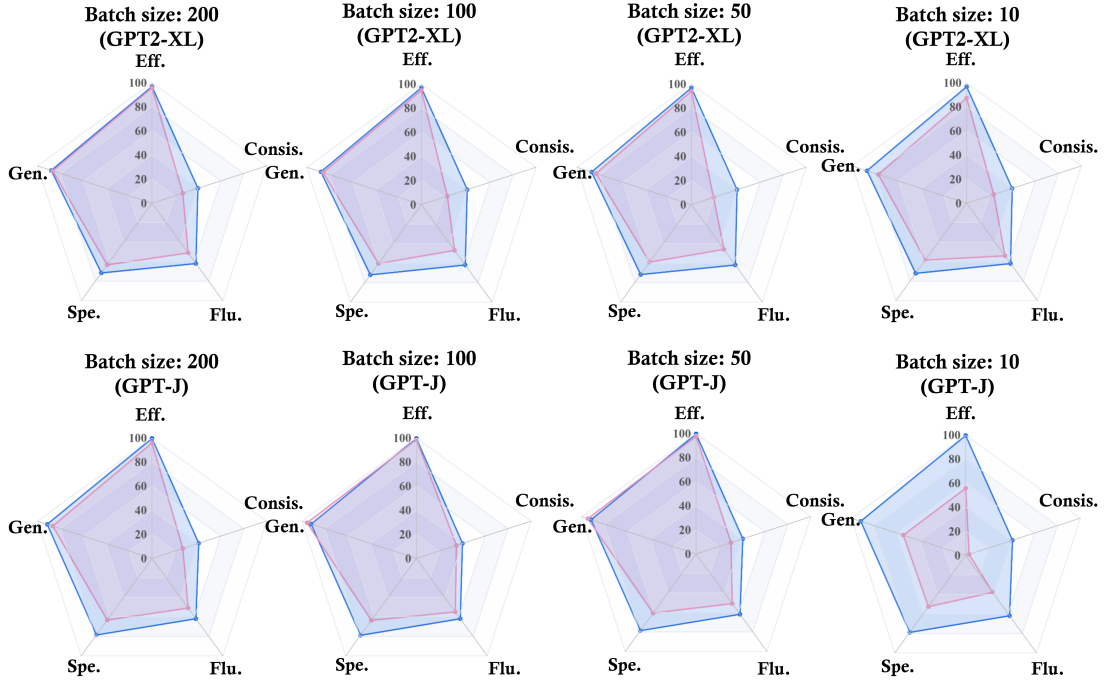 Batch size: 200
(GPT2-XL)
Eff.
100
80
60
40
20
0
Consis.
Gen.
Spe.
Flu.
Batch size: 100
(GPT2-XL)
Eff.
100
80
60
40
20
0
Consis.
Gen.
Spe.
Flu.
Batch size: 50
(GPT2-XL)
Eff.
100
80
60
40
20
0
Consis.
Gen.
Spe.
Flu.
Batch size: 10
(GPT2-XL)
Eff.
100
80
60
40
20
0
Consis.
Gen.
Spe.
Flu.
Batch size: 200
(GPT-J)
Eff.
100
80
60
40
20
0
Consis.
Gen.
Spe.
Flu.
Batch size: 100
(GPT-J)
Eff.
100
80
60
40
20
0
Consis.
Gen.
Spe.
Flu.
Batch size: 50
(GPT-J)
Eff.
100
80
60
40
20
0
Consis.
Gen.
Spe.
Flu.
Batch size: 10
(GPT-J)
Eff.
100
80
60
40
20
0
Consis.
Gen.
Spe.
Flu.